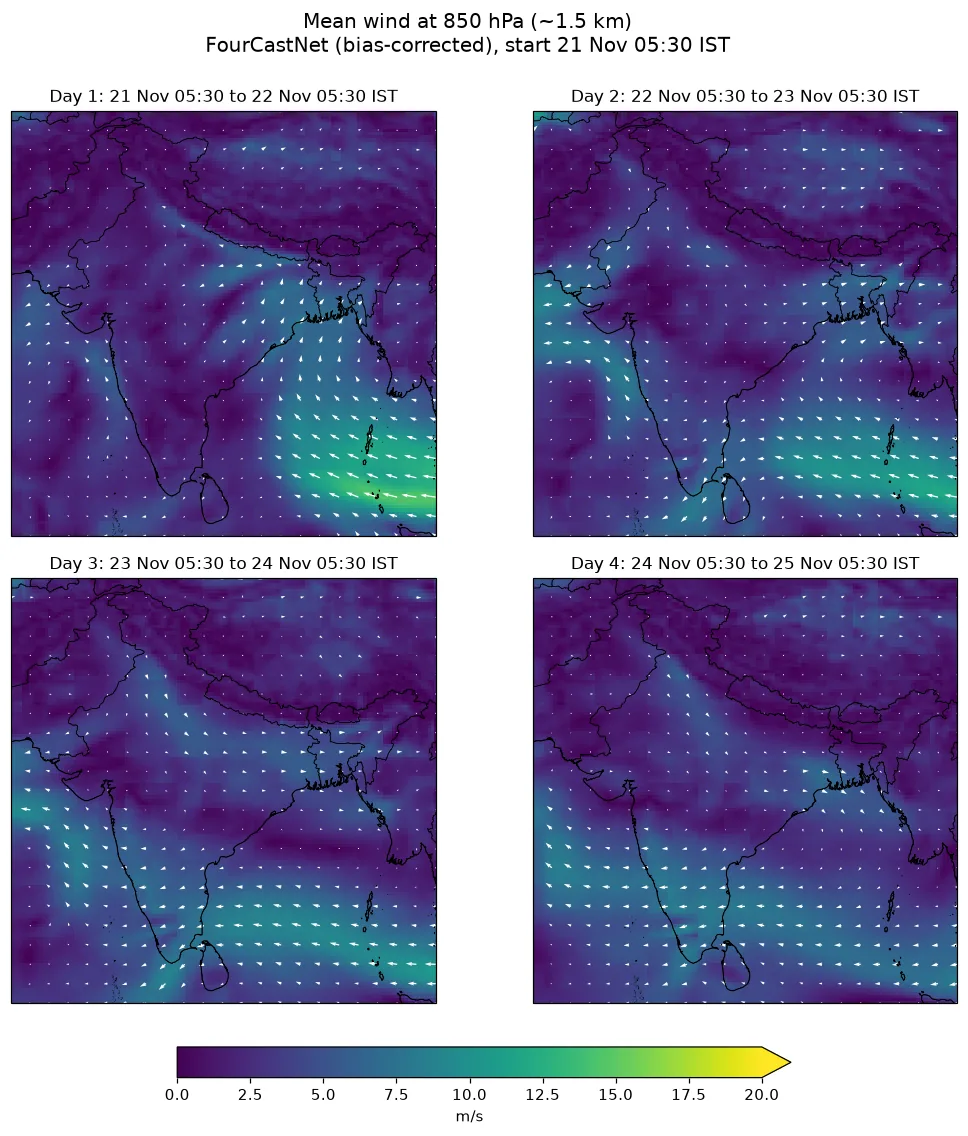 Mean wind at 850 hPa (~1.5 km)
FourCastNet (bias-corrected), start 21 Nov 05:30 IST
Day 1: 21 Nov 05:30 to 22 Nov 05:30 IST
Day 2: 22 Nov 05:30 to 23 Nov 05:30 IST
Day 3: 23 Nov 05:30 to 24 Nov 05:30 IST
Day 4: 24 Nov 05:30 to 25 Nov 05:30 IST
0.0 2.5 5.0 7.5 10.0 12.5 15.0 17.5 20.0
m/s